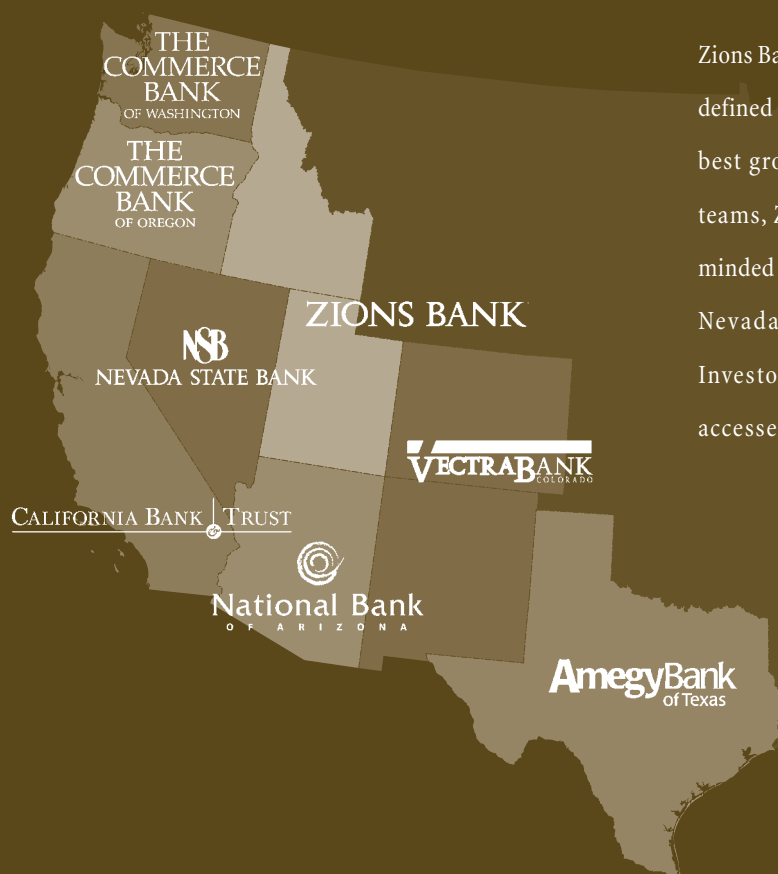 THE
COMMERCE
BANK
OF WASHINGTON
THE
COMMERCE
BANK
OF OREGON
ZIONS BANK
NSB
NEVADA STATE BANK
VECTRABANK
COLORADO
CALIFORNIA BANK & TRUST
National Bank
OF ARIZONA
AmegyBank
of Texas
Zions Ba
defined
best gro
teams, Z
minded
Nevada
Investo
accesse